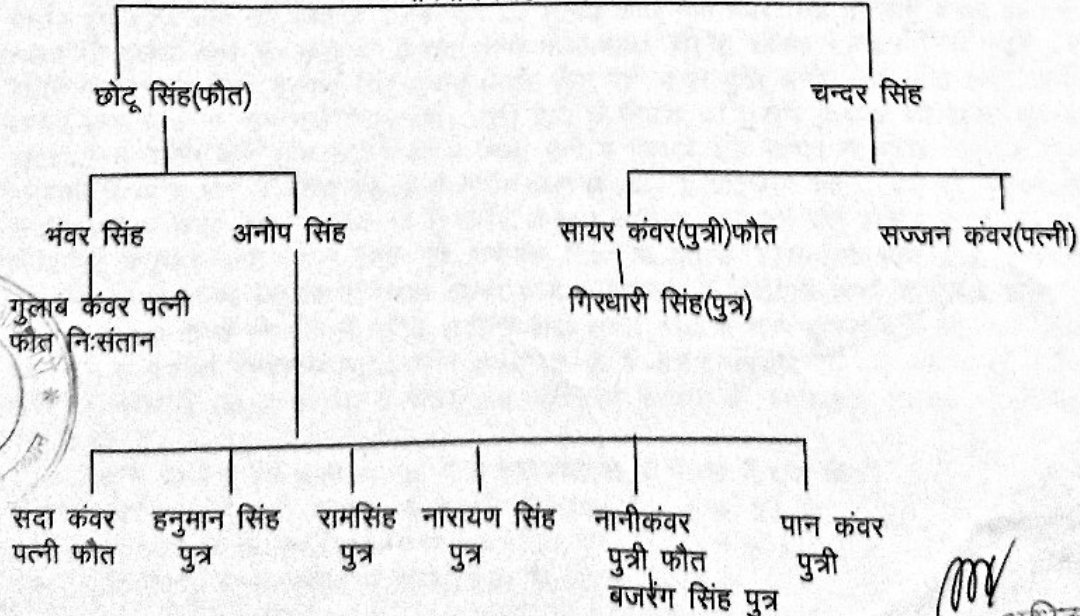 छोटू सिंह(फौत) चन्दर सिंह
भंवर सिंह अनोप सिंह सायर कंवर(पुत्री)फौत सज्जन कंवर(पत्नी)
गुलाब कंवर पत्नी गिरधारी सिंह(पुत्र)
फौत निःसंतान
सदा कंवर हनुमान सिंह रामसिंह नारायण सिंह नानीकंवर पान कंवर
पत्नी फौत पुत्र पुत्र पुत्र पुत्री फौत पुत्री
बजरंग सिंह पुत्र